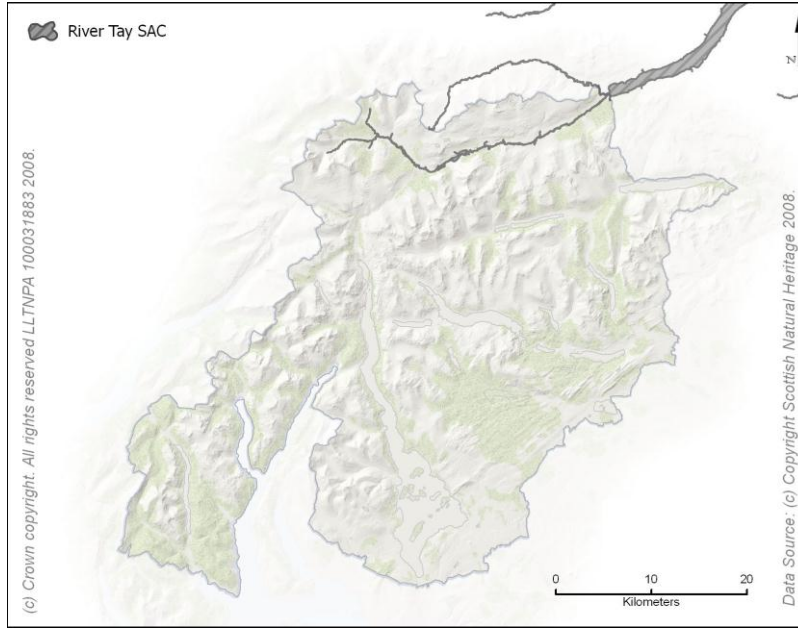 River Tay SAC
N
(c) Crown copyright. All rights reserved LLTNPA 100031883 2008.
Data Source: (c) Copyright Scottish Natural Heritage 2008.
0 10 20
Kilometers